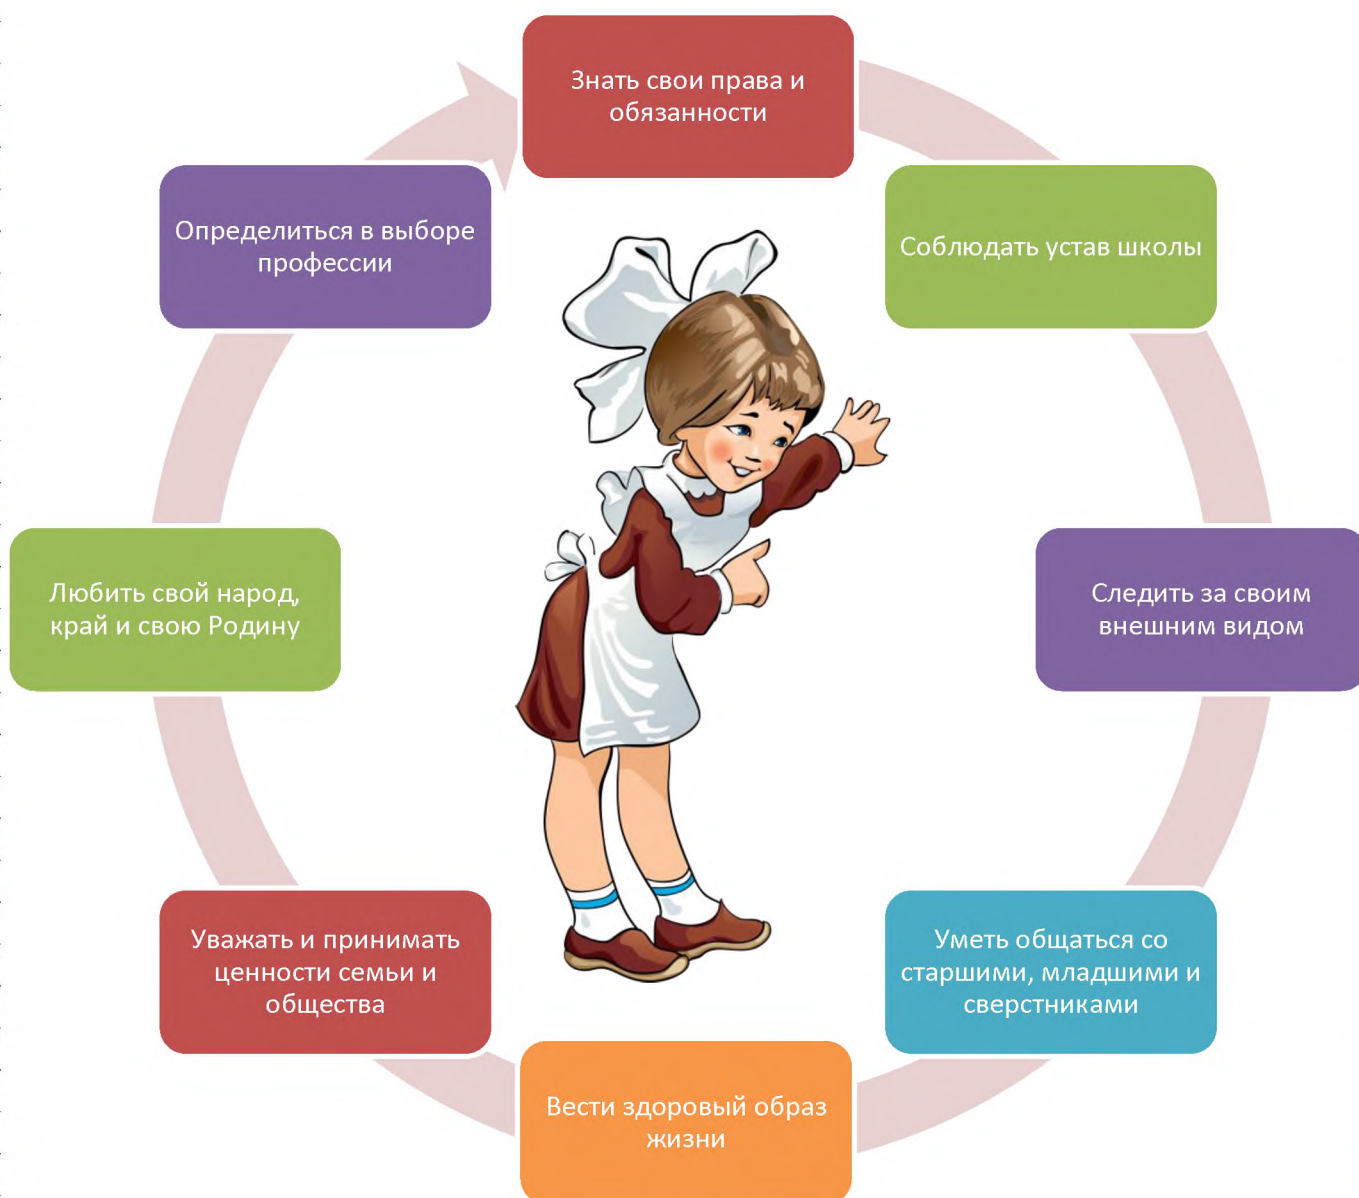 Знать свои права и
обязанности
Соблюдать устав школы
Следить за своим
внешним видом
Уметь общаться со
старшими, младшими и
сверстниками
Вести здоровый образ
жизни
Уважать и принимать
ценности семьи и
общества
Любить свой народ,
край и свою Родину
Определиться в выборе
профессии